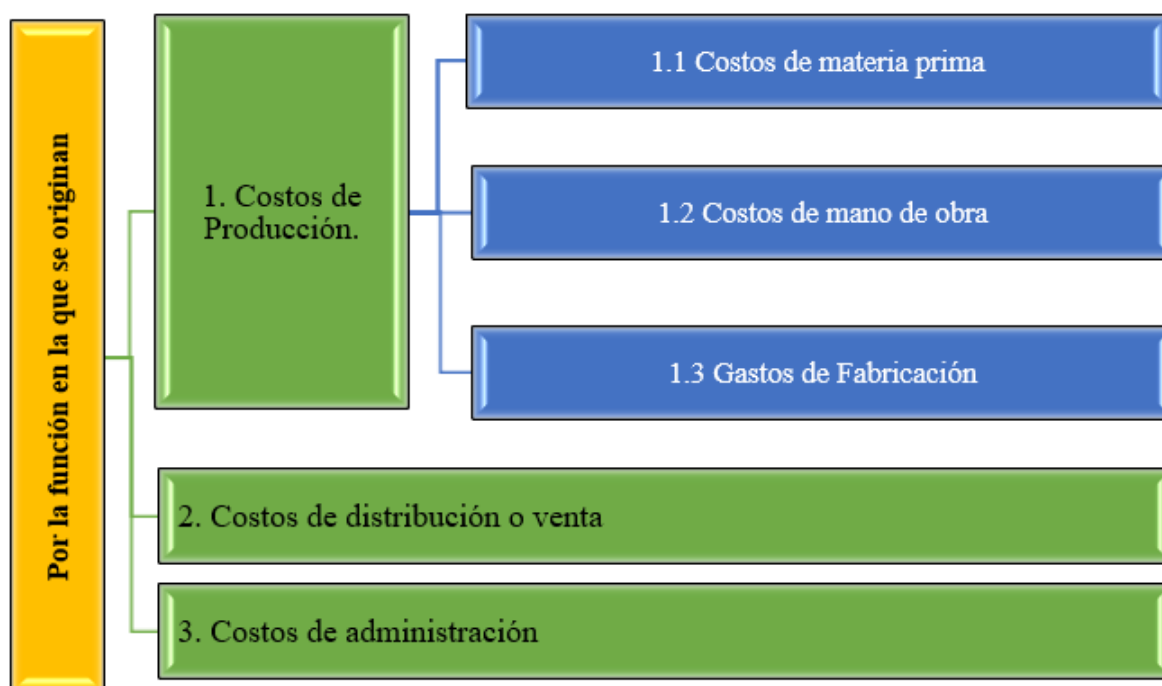 Por la función en la que se originan
1. Costos de
Producción.
1.1 Costos de materia prima
1.2 Costos de mano de obra
1.3 Gastos de Fabricación
2. Costos de distribución o venta
3. Costos de administración